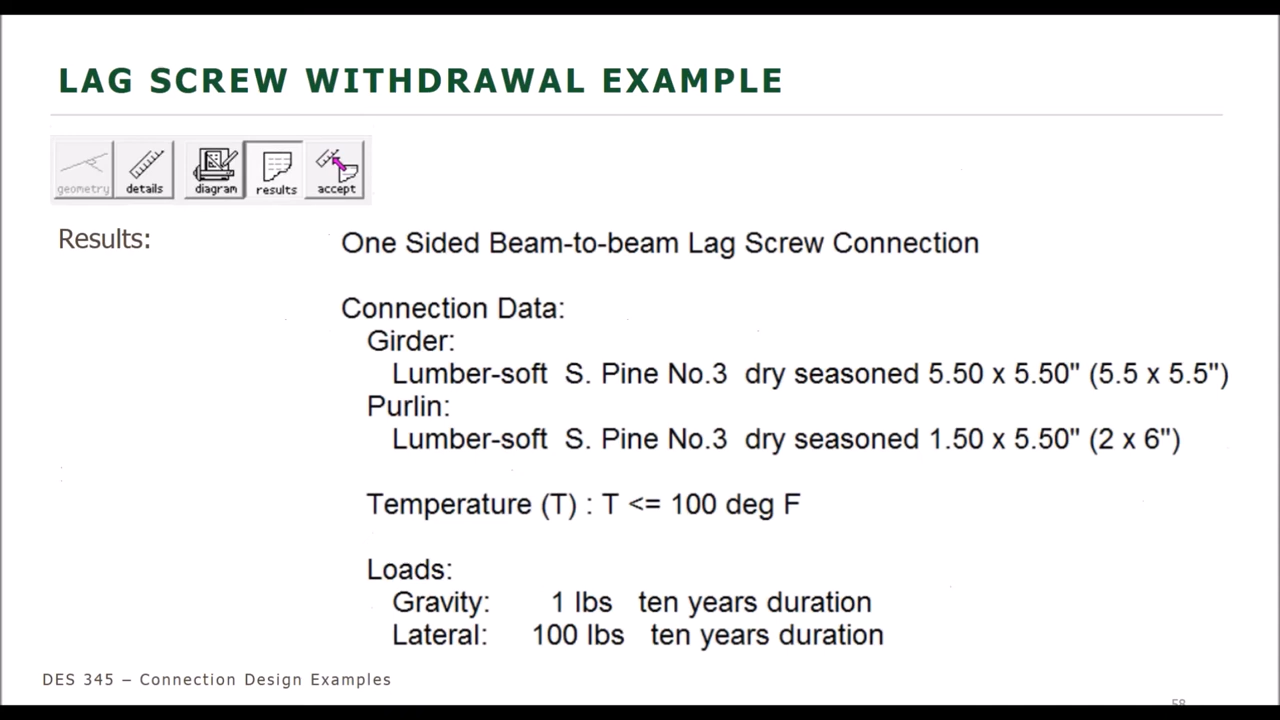 LAG SCREW WITHDRAWAL EXAMPLE
geometry details diagram results accept
Results:
One Sided Beam-to-beam Lag Screw Connection
Connection Data:
Girder:
Lumber-soft S. Pine No.3 dry seasoned 5.50 x 5.50" (5.5 x 5.5")
Purlin:
Lumber-soft S. Pine No.3 dry seasoned 1.50 x 5.50" (2 x 6")
Temperature (T) : T <= 100 deg F
Loads:
Gravity: 1 lbs ten years duration
Lateral: 100 lbs ten years duration
DES 345 – Connection Design Examples
58